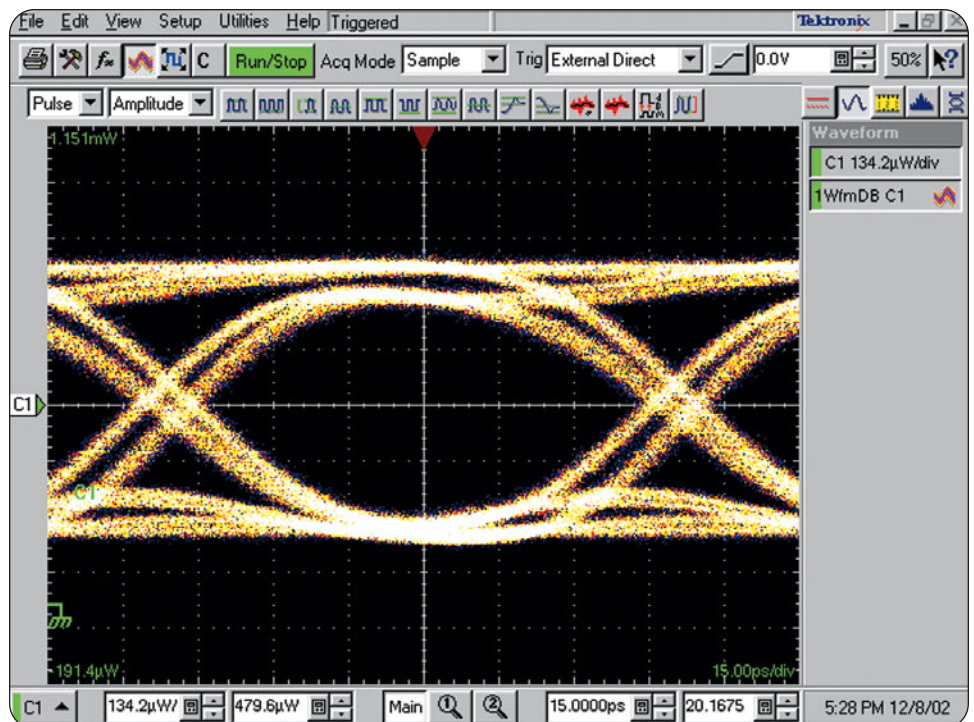 File Edit View Setup Utilities Help Triggered Tektronix
C Run/Stop Acq Mode Sample Trig External Direct 0.0V 50% ?
Pulse Amplitude
1.151mW
Waveform
C1 134.2µW/div
1 WfmDB C1
C1
C1
-191.4µW
15.00ps/div
C1 134.2µW/ 479.6µW Main 1 2 15.0000ps 20.1675 5:28 PM 12/8/02